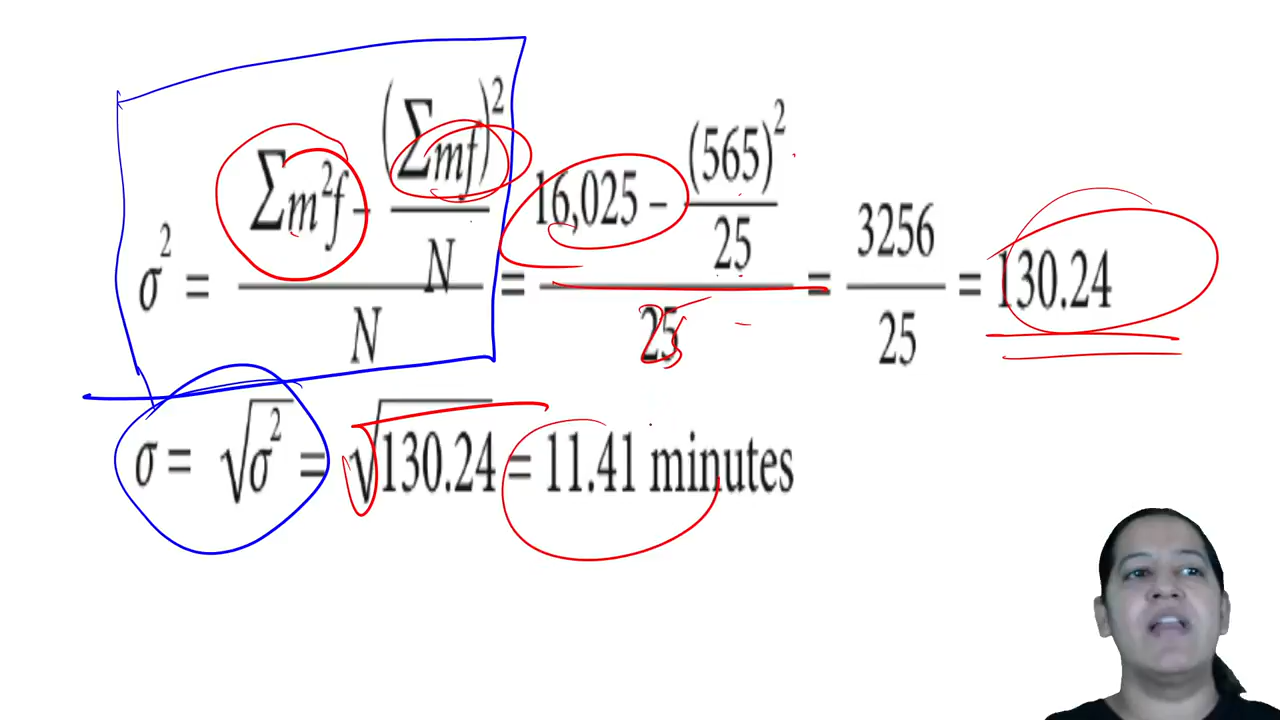 σ² = (Σm²f − (Σmf)²/N)/N = (16,025 − (565)²/25)/25 = 3256/25 = 130.24
σ = √σ² = √130.24 = 11.41 minutes